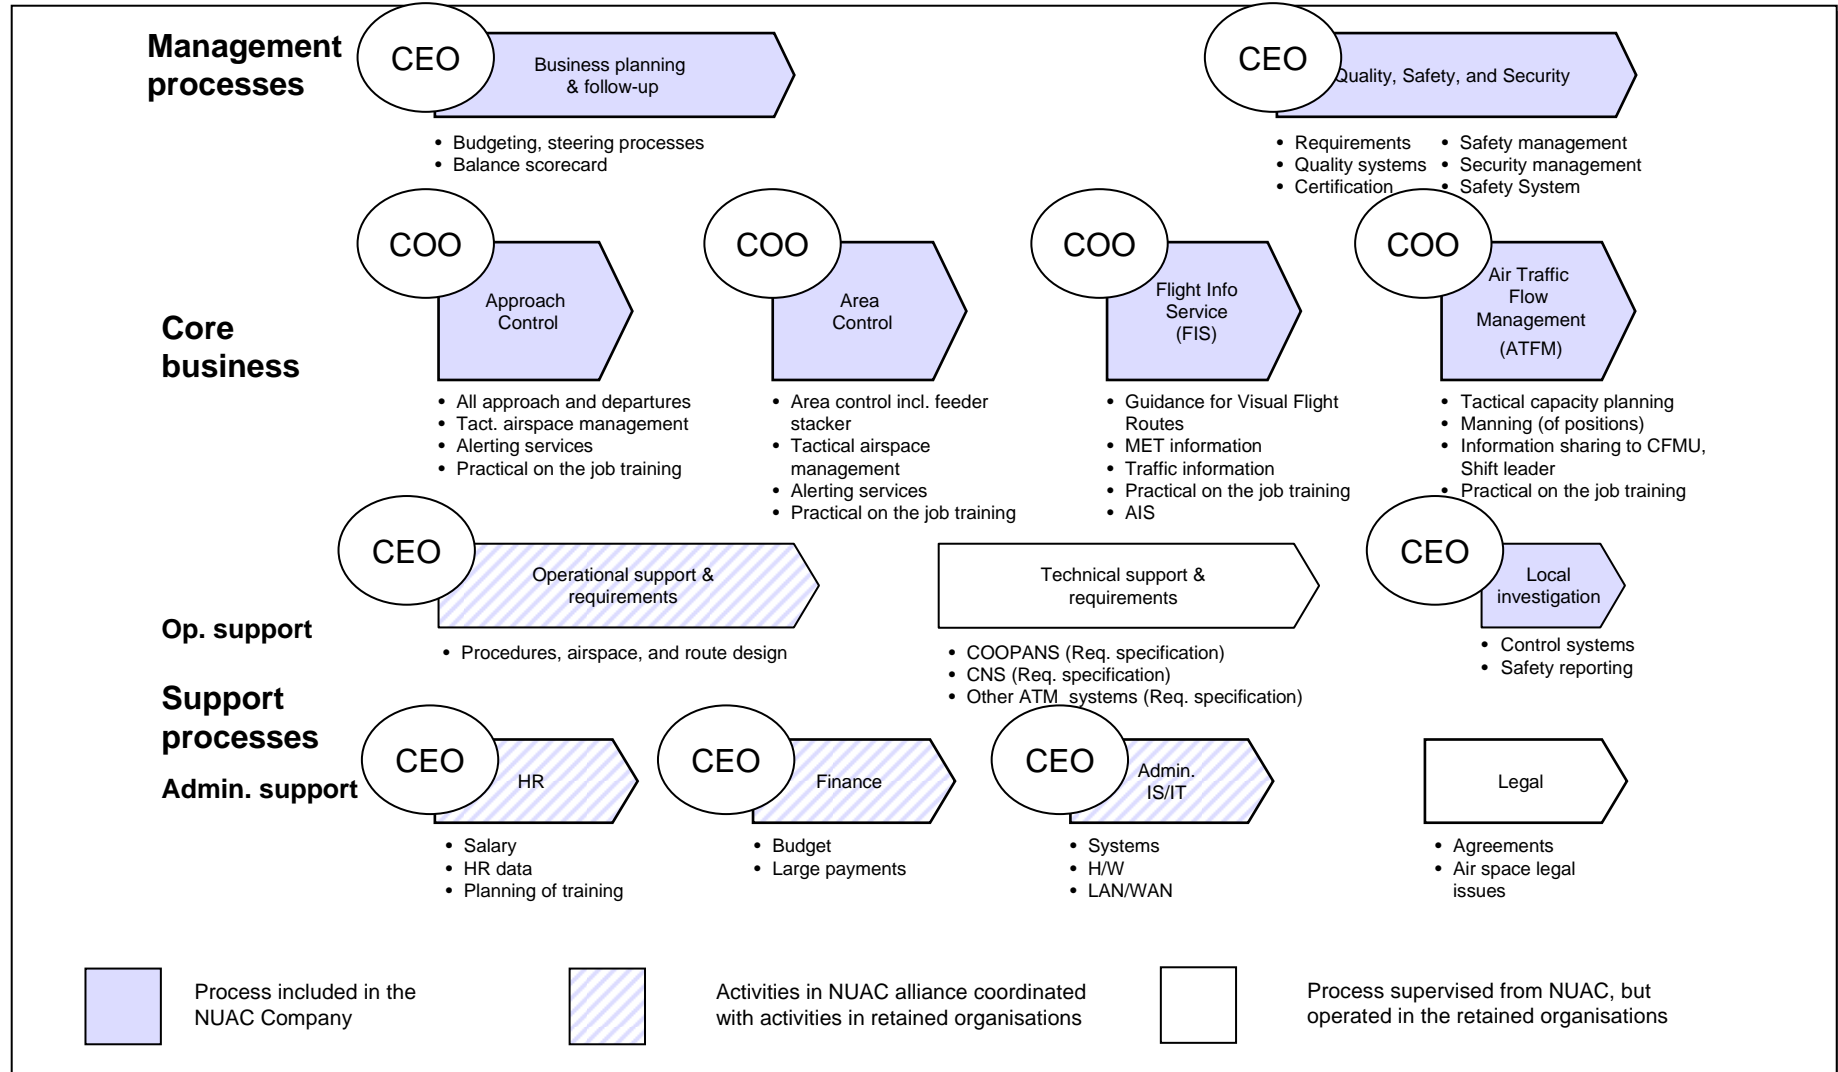 Management
processes
CEO
Business planning
& follow-up
• Budgeting, steering processes
• Balance scorecard
CEO
Quality, Safety, and Security
• Requirements
• Quality systems
• Certification
• Safety management
• Security management
• Safety System
Core
business
COO
Approach
Control
• All approach and departures
• Tact. airspace management
• Alerting services
• Practical on the job training
COO
Area
Control
• Area control incl. feeder
stacker
• Tactical airspace
management
• Alerting services
• Practical on the job training
COO
Flight Info
Service
(FIS)
• Guidance for Visual Flight
Routes
• MET information
• Traffic information
• Practical on the job training
• AIS
COO
Air Traffic
Flow
Management
(ATFM)
• Tactical capacity planning
• Manning (of positions)
• Information sharing to CFMU,
Shift leader
• Practical on the job training
Op. support
CEO
Operational support &
requirements
• Procedures, airspace, and route design
Technical support &
requirements
• COOPANS (Req. specification)
• CNS (Req. specification)
• Other ATM systems (Req. specification)
CEO
Local
investigation
• Control systems
• Safety reporting
Support
processes
Admin. support
CEO
HR
• Salary
• HR data
• Planning of training
CEO
Finance
• Budget
• Large payments
CEO
Admin.
IS/IT
• Systems
• H/W
• LAN/WAN
Legal
• Agreements
• Air space legal
issues
Process included in the
NUAC Company
Activities in NUAC alliance coordinated
with activities in retained organisations
Process supervised from NUAC, but
operated in the retained organisations